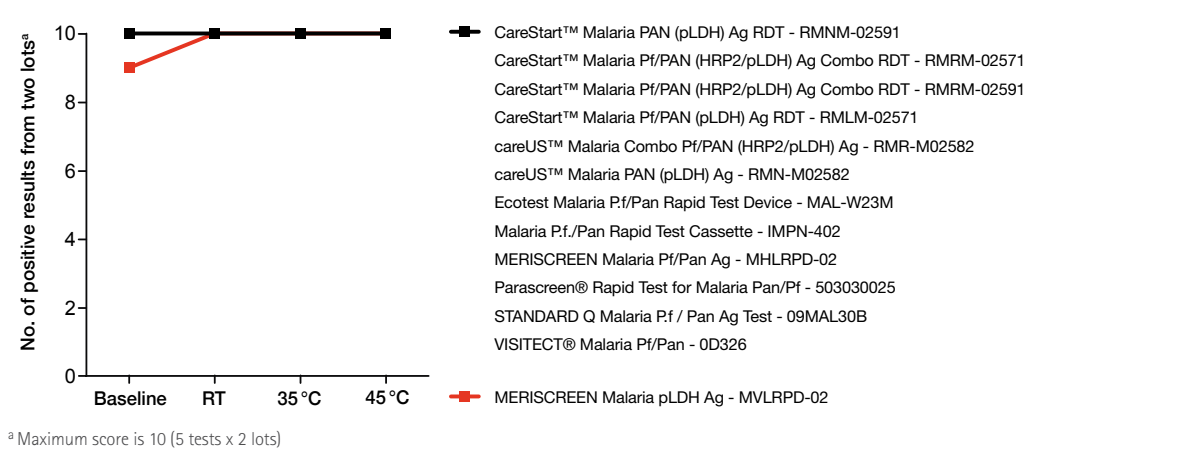 No. of positive results from two lotsᵃ
10
8
6
4
2
0
Baseline RT 35 °C 45 °C
CareStart™ Malaria PAN (pLDH) Ag RDT - RMNM-02591
CareStart™ Malaria Pf/PAN (HRP2/pLDH) Ag Combo RDT - RMRM-02571
CareStart™ Malaria Pf/PAN (HRP2/pLDH) Ag Combo RDT - RMRM-02591
CareStart™ Malaria Pf/PAN (pLDH) Ag RDT - RMLM-02571
careUS™ Malaria Combo Pf/PAN (HRP2/pLDH) Ag - RMR-M02582
careUS™ Malaria PAN (pLDH) Ag - RMN-M02582
Ecotest Malaria P.f/Pan Rapid Test Device - MAL-W23M
Malaria P.f./Pan Rapid Test Cassette - IMPN-402
MERISCREEN Malaria Pf/Pan Ag - MHLRPD-02
Parascreen® Rapid Test for Malaria Pan/Pf - 503030025
STANDARD Q Malaria P.f / Pan Ag Test - 09MAL30B
VISITECT® Malaria Pf/Pan - 0D326
MERISCREEN Malaria pLDH Ag - MVLRPD-02
ᵃ Maximum score is 10 (5 tests x 2 lots)